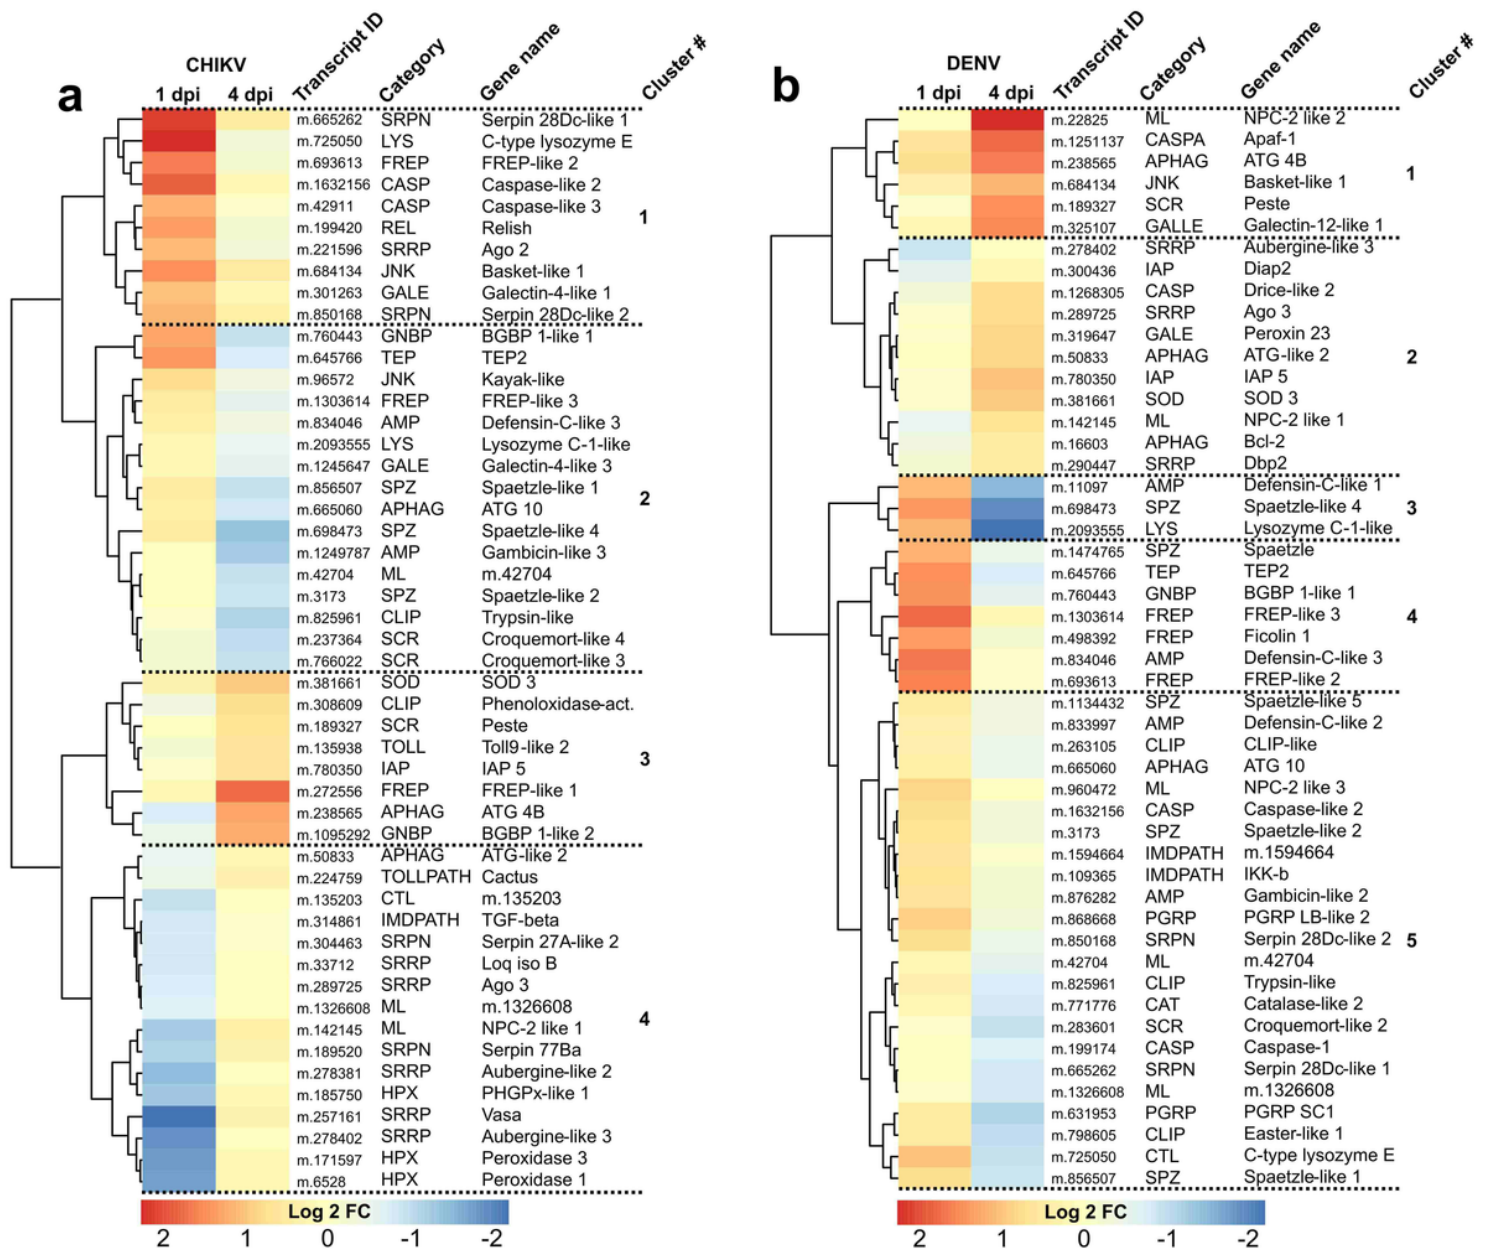 a
CHIKV
1 dpi 4 dpi Transcript ID Category Gene name Cluster #
m.665262 SRPN Serpin 28Dc-like 1
m.725050 LYS C-type lysozyme E
m.693613 FREP FREP-like 2
m.1632156 CASP Caspase-like 2
m.42911 CASP Caspase-like 3
m.199420 REL Relish
1
m.221596 SRRP Ago 2
m.684134 JNK Basket-like 1
m.301263 GALE Galectin-4-like 1
m.850168 SRPN Serpin 28Dc-like 2
m.760443 GNBP BGBP 1-like 1
m.645766 TEP TEP2
m.96572 JNK Kayak-like
m.1303614 FREP FREP-like 3
m.834046 AMP Defensin-C-like 3
m.2093555 LYS Lysozyme C-1-like
m.1245647 GALE Galectin-4-like 3
m.856507 SPZ Spaetzle-like 1
2
m.665060 APHAG ATG 10
m.698473 SPZ Spaetzle-like 4
m.1249787 AMP Gambicin-like 3
m.42704 ML m.42704
m.3173 SPZ Spaetzle-like 2
m.825961 CLIP Trypsin-like
m.237364 SCR Croquemort-like 4
m.766022 SCR Croquemort-like 3
m.381661 SOD SOD 3
m.308609 CLIP Phenoloxidase-act.
m.189327 SCR Peste
m.135938 TOLL Toll9-like 2
3
m.780350 IAP IAP 5
m.272556 FREP FREP-like 1
m.238565 APHAG ATG 4B
m.1095292 GNBP BGBP 1-like 2
m.50833 APHAG ATG-like 2
m.224759 TOLLPATH Cactus
m.135203 CTL m.135203
m.314861 IMDPATH TGF-beta
m.304463 SRPN Serpin 27A-like 2
m.33712 SRRP Loq iso B
m.289725 SRRP Ago 3
m.1326608 ML m.1326608
4
m.142145 ML NPC-2 like 1
m.189520 SRPN Serpin 77Ba
m.278381 SRRP Aubergine-like 2
m.185750 HPX PHGPx-like 1
m.257161 SRRP Vasa
m.278402 SRRP Aubergine-like 3
m.171597 HPX Peroxidase 3
m.6528 HPX Peroxidase 1
Log 2 FC
2 1 0 -1 -2
b
DENV
1 dpi 4 dpi Transcript ID Category Gene name Cluster #
m.22825 ML NPC-2 like 2
m.1251137 CASPA Apaf-1
m.238565 APHAG ATG 4B
1
m.684134 JNK Basket-like 1
m.189327 SCR Peste
m.325107 GALLE Galectin-12-like 1
m.278402 SRRP Aubergine-like 3
m.300436 IAP Diap2
m.1268305 CASP Drice-like 2
m.289725 SRRP Ago 3
m.319647 GALE Peroxin 23
m.50833 APHAG ATG-like 2
2
m.780350 IAP IAP 5
m.381661 SOD SOD 3
m.142145 ML NPC-2 like 1
m.16603 APHAG Bcl-2
m.290447 SRRP Dbp2
m.11097 AMP Defensin-C-like 1
m.698473 SPZ Spaetzle-like 4
3
m.2093555 LYS Lysozyme C-1-like
m.1474765 SPZ Spaetzle
m.645766 TEP TEP2
m.760443 GNBP BGBP 1-like 1
m.1303614 FREP FREP-like 3
4
m.498392 FREP Ficolin 1
m.834046 AMP Defensin-C-like 3
m.693613 FREP FREP-like 2
m.1134432 SPZ Spaetzle-like 5
m.833997 AMP Defensin-C-like 2
m.263105 CLIP CLIP-like
m.665060 APHAG ATG 10
m.960472 ML NPC-2 like 3
m.1632156 CASP Caspase-like 2
m.3173 SPZ Spaetzle-like 2
m.1594664 IMDPATH m.1594664
m.109365 IMDPATH IKK-b
m.876282 AMP Gambicin-like 2
m.868668 PGRP PGRP LB-like 2
m.850168 SRPN Serpin 28Dc-like 2
5
m.42704 ML m.42704
m.825961 CLIP Trypsin-like
m.771776 CAT Catalase-like 2
m.283601 SCR Croquemort-like 2
m.199174 CASP Caspase-1
m.665262 SRPN Serpin 28Dc-like 1
m.1326608 ML m.1326608
m.631953 PGRP PGRP SC1
m.798605 CLIP Easter-like 1
m.725050 CTL C-type lysozyme E
m.856507 SPZ Spaetzle-like 1
Log 2 FC
2 1 0 -1 -2